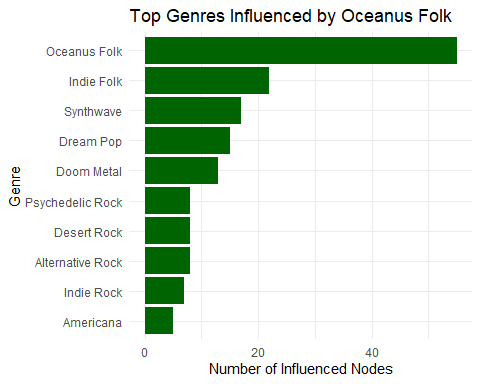 Top Genres Influenced by Oceanus Folk
Genre
Oceanus Folk
Indie Folk
Synthwave
Dream Pop
Doom Metal
Psychedelic Rock
Desert Rock
Alternative Rock
Indie Rock
Americana
0 20 40
Number of Influenced Nodes